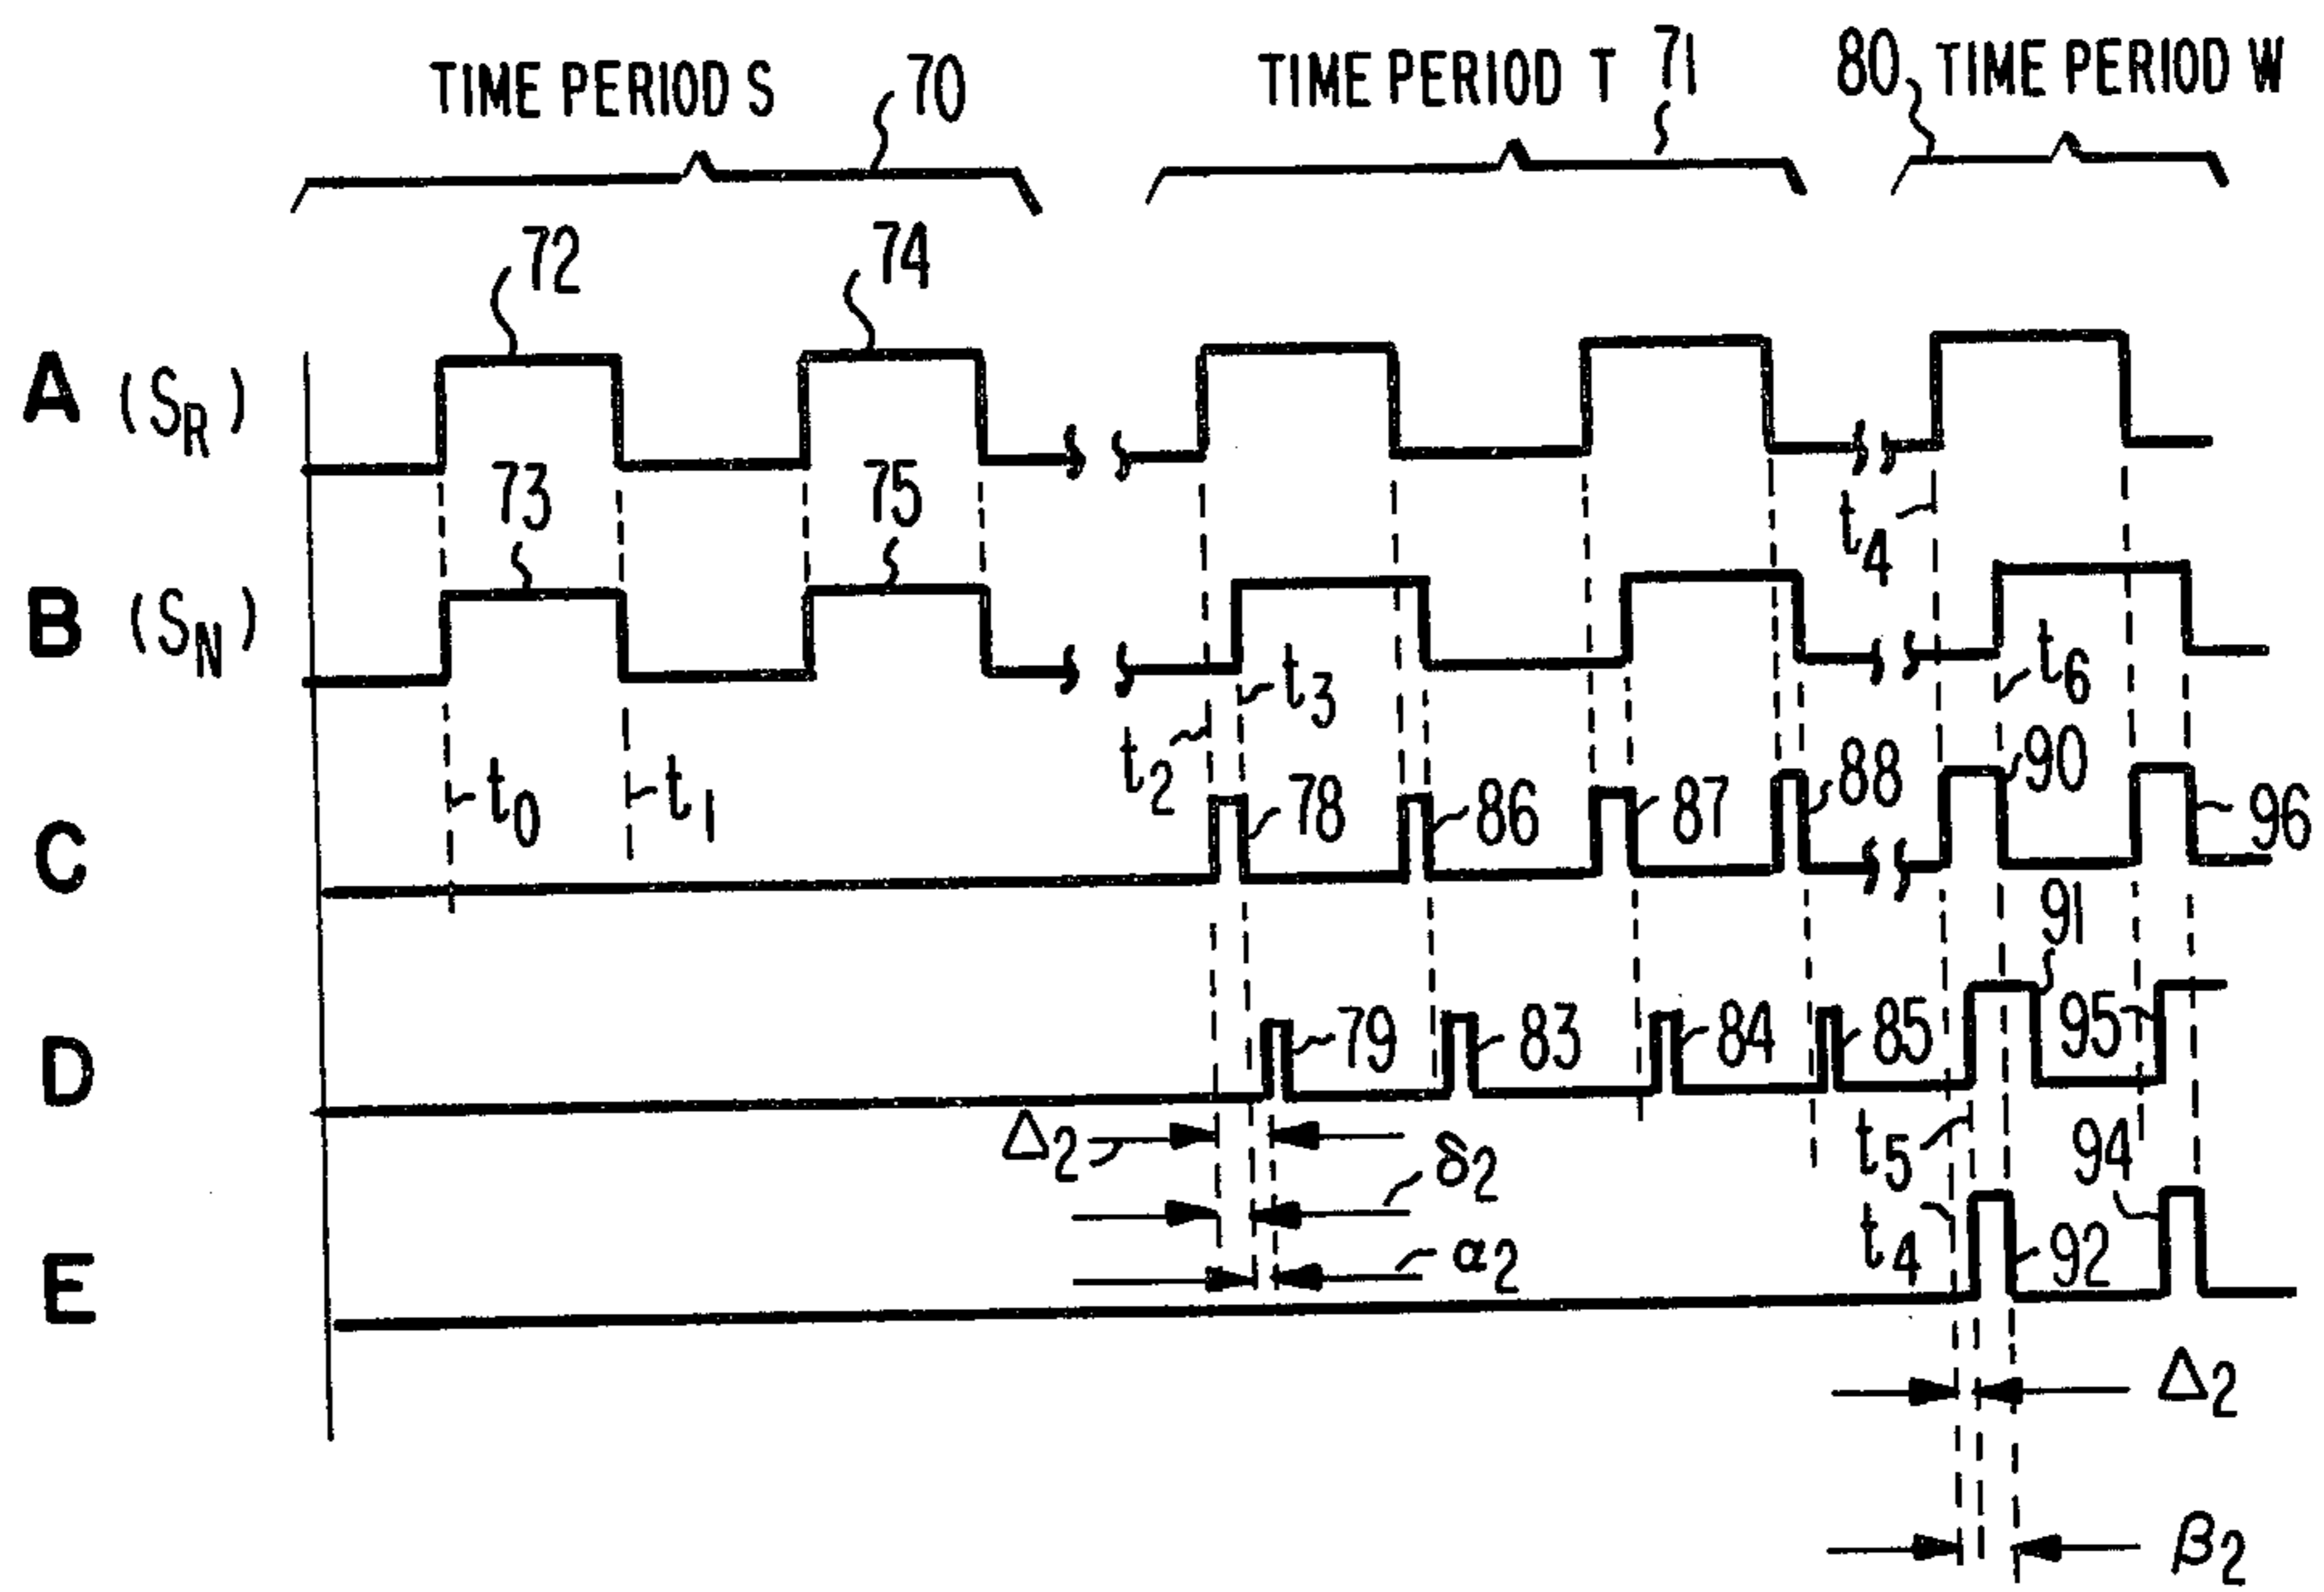 TIME PERIOD S 70 TIME PERIOD T 71 80 TIME PERIOD W
72 74
A (S_R)
73 75 t4
B (S_N)
t3 t6
t2 90
t0 t1 78 86 87 88 96
C
91
D 79 83 84 85 95
Δ2 δ2 t5 94
α2 t4 92
E
Δ2
β2